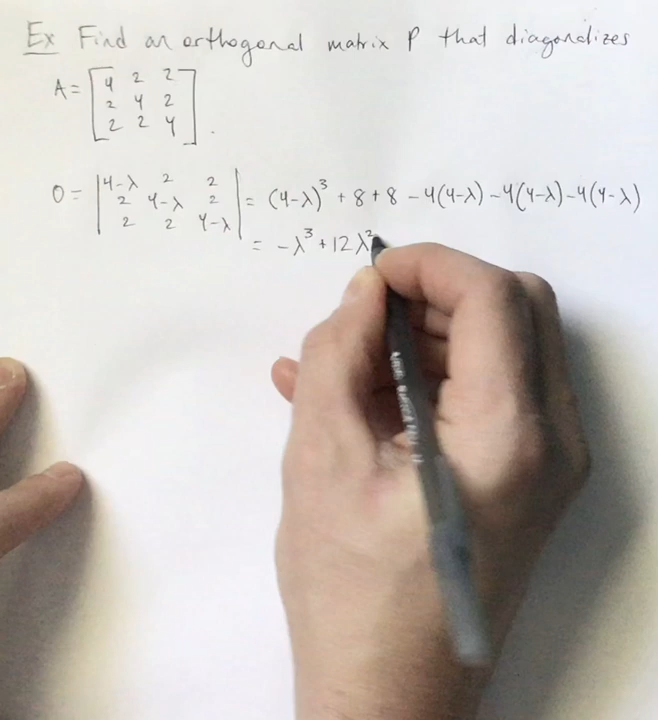 Ex Find an orthogonal matrix P that diagonalizes
A = [4 2 2
2 4 2
2 2 4].
0 = |4-λ 2 2
2 4-λ 2
2 2 4-λ| = (4-λ)³ + 8 + 8 - 4(4-λ) - 4(4-λ) - 4(4-λ)
= -λ³ + 12λ²